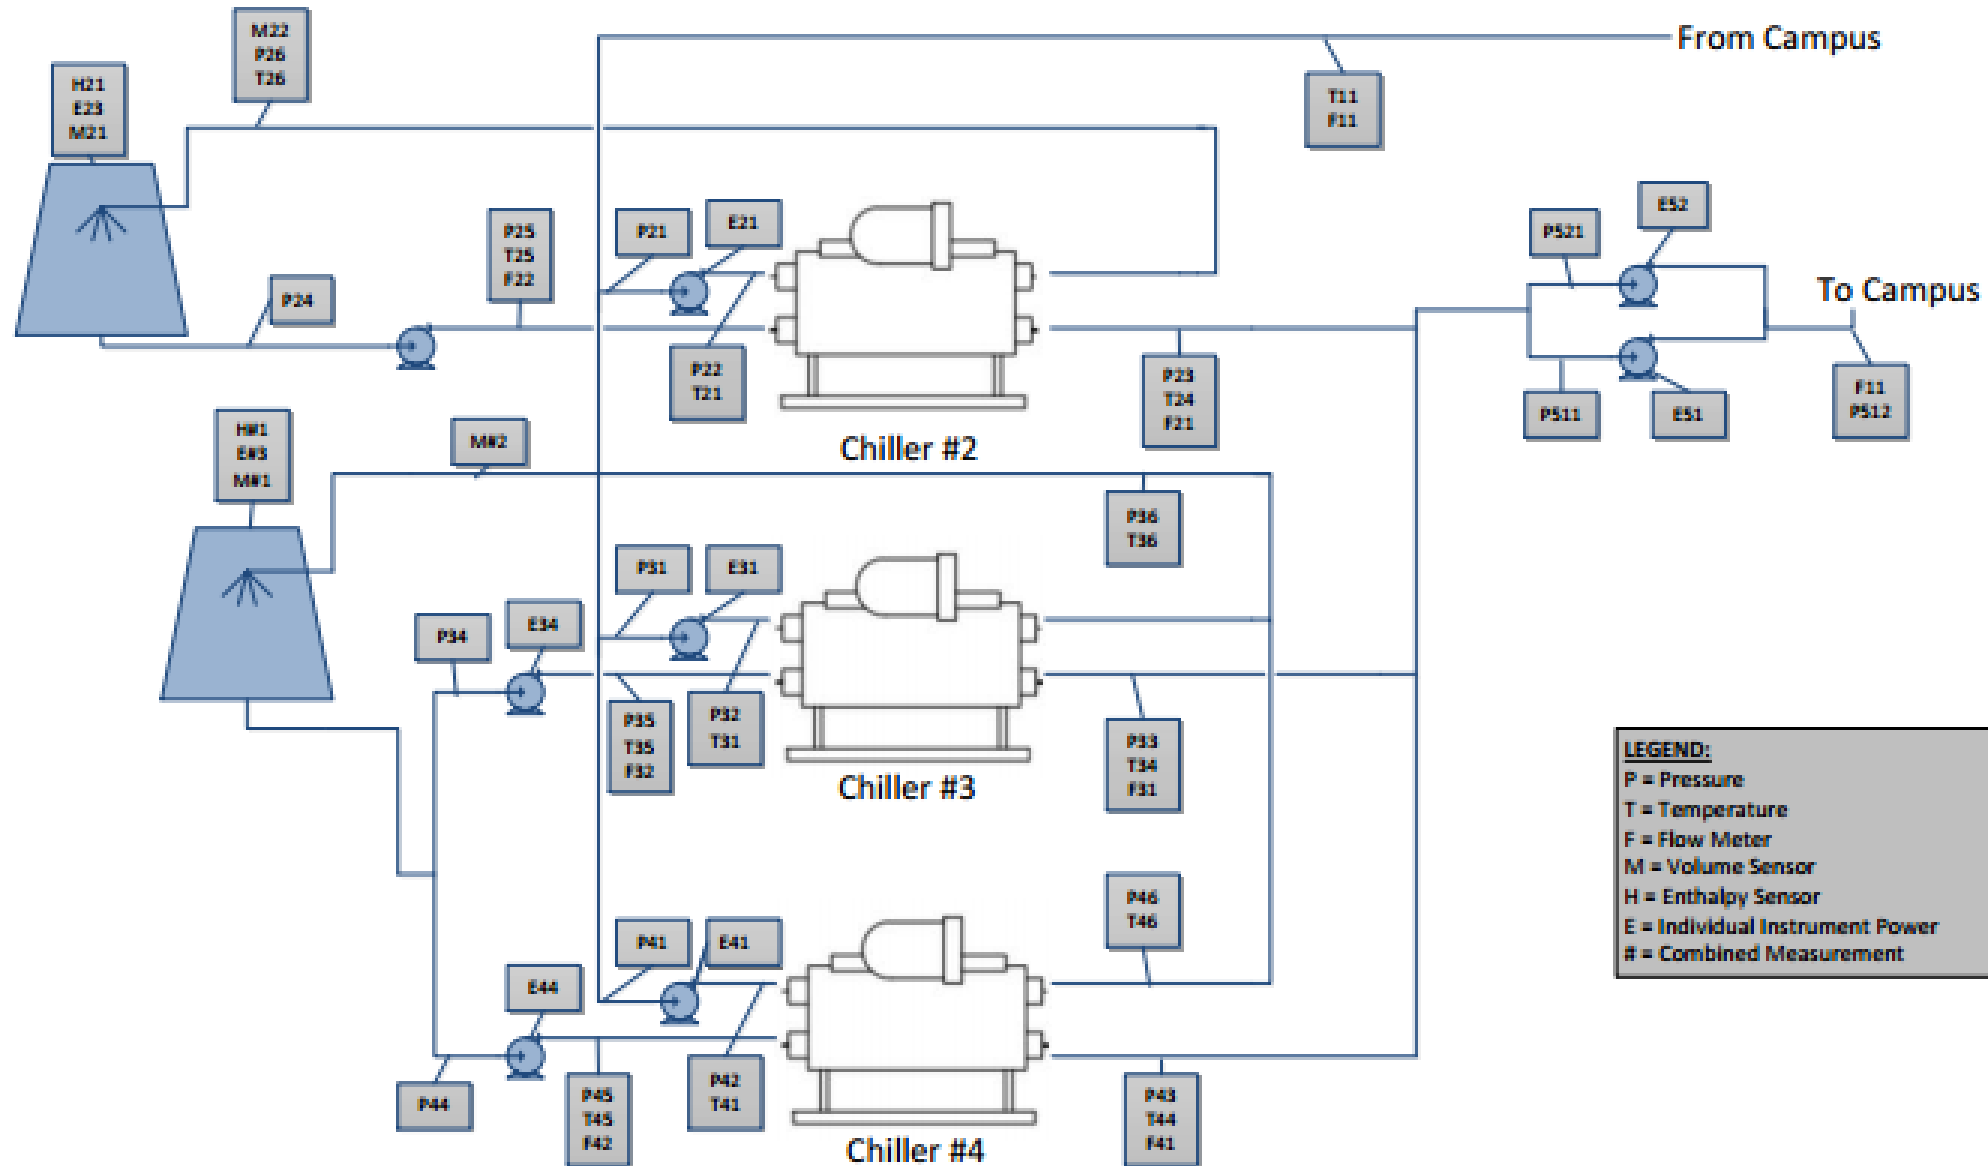 From Campus
M22
P26
T26
H21
E23
M21
T11
F11
P25
T25
F22
P21
E21
P24
P22
T21
P23
T24
F21
Chiller #2
P521
E52
To Campus
P511
E51
F11
P512
H#1
E#3
M#1
M#2
P36
T36
P31
E31
P34
E34
P35
T35
F32
P32
T31
P33
T34
F31
Chiller #3
P46
T46
P41
E41
E44
P44
P45
T45
F42
P42
T41
P43
T44
F41
Chiller #4
LEGEND:
P = Pressure
T = Temperature
F = Flow Meter
M = Volume Sensor
H = Enthalpy Sensor
E = Individual Instrument Power
# = Combined Measurement